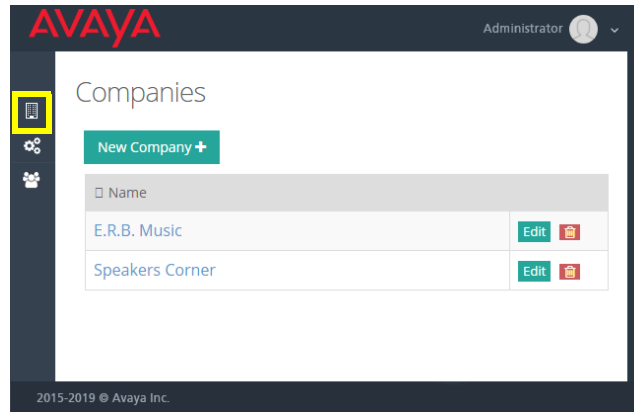 AVAYA
Administrator
Companies
New Company +
Name
E.R.B. Music Edit
Speakers Corner Edit
2015-2019 © Avaya Inc.